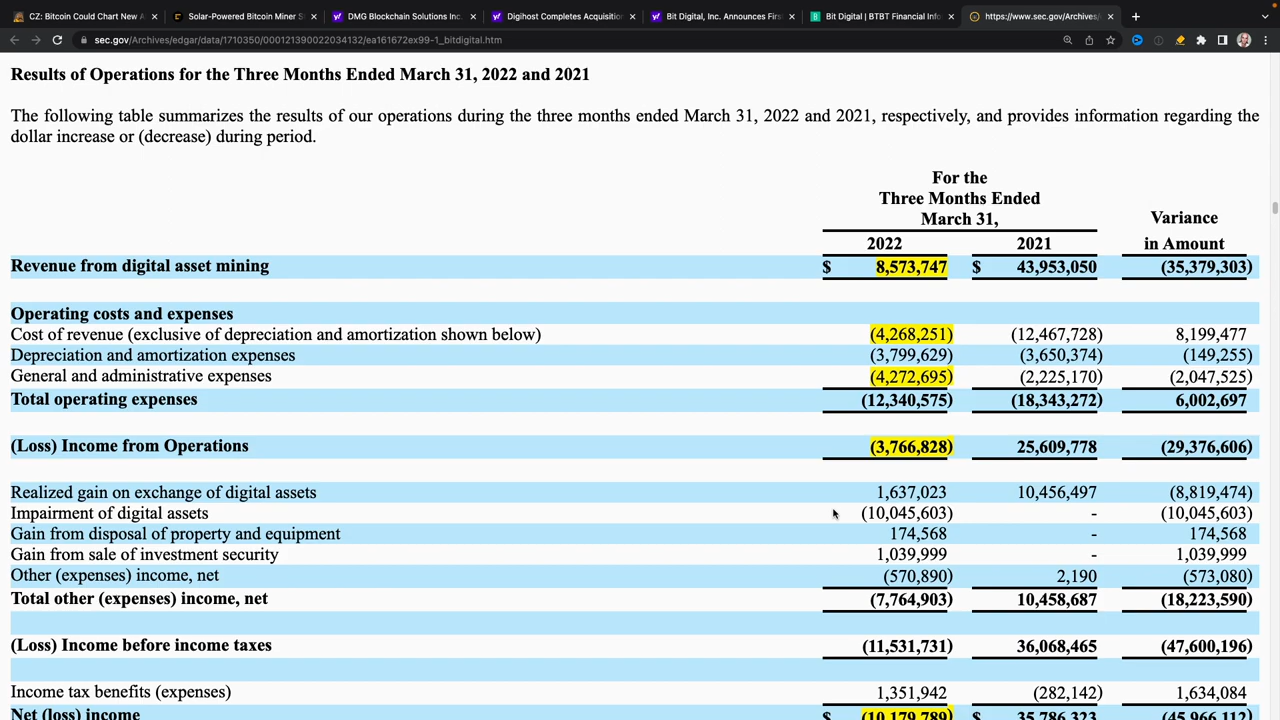 CZ: Bitcoin Could Chart New A
Solar-Powered Bitcoin Miner S
DMG Blockchain Solutions Inc.
Digihost Completes Acquisitio
Bit Digital, Inc. Announces Firs
Bit Digital | BTBT Financial Info
https://www.sec.gov/Archives/
sec.gov/Archives/edgar/data/1710350/000121390022034132/ea161672ex99-1_bitdigital.htm
Results of Operations for the Three Months Ended March 31, 2022 and 2021
The following table summarizes the results of our operations during the three months ended March 31, 2022 and 2021, respectively, and provides information regarding the
dollar increase or (decrease) during period.
For the
Three Months Ended
March 31, Variance
2022 2021 in Amount
Revenue from digital asset mining $ 8,573,747 $ 43,953,050 (35,379,303)
Operating costs and expenses
Cost of revenue (exclusive of depreciation and amortization shown below) (4,268,251) (12,467,728) 8,199,477
Depreciation and amortization expenses (3,799,629) (3,650,374) (149,255)
General and administrative expenses (4,272,695) (2,225,170) (2,047,525)
Total operating expenses (12,340,575) (18,343,272) 6,002,697
(Loss) Income from Operations (3,766,828) 25,609,778 (29,376,606)
Realized gain on exchange of digital assets 1,637,023 10,456,497 (8,819,474)
Impairment of digital assets (10,045,603) - (10,045,603)
Gain from disposal of property and equipment 174,568 - 174,568
Gain from sale of investment security 1,039,999 - 1,039,999
Other (expenses) income, net (570,890) 2,190 (573,080)
Total other (expenses) income, net (7,764,903) 10,458,687 (18,223,590)
(Loss) Income before income taxes (11,531,731) 36,068,465 (47,600,196)
Income tax benefits (expenses) 1,351,942 (282,142) 1,634,084
Net (loss) income $ (10,179,789) $ 35,786,323 (45,966,112)